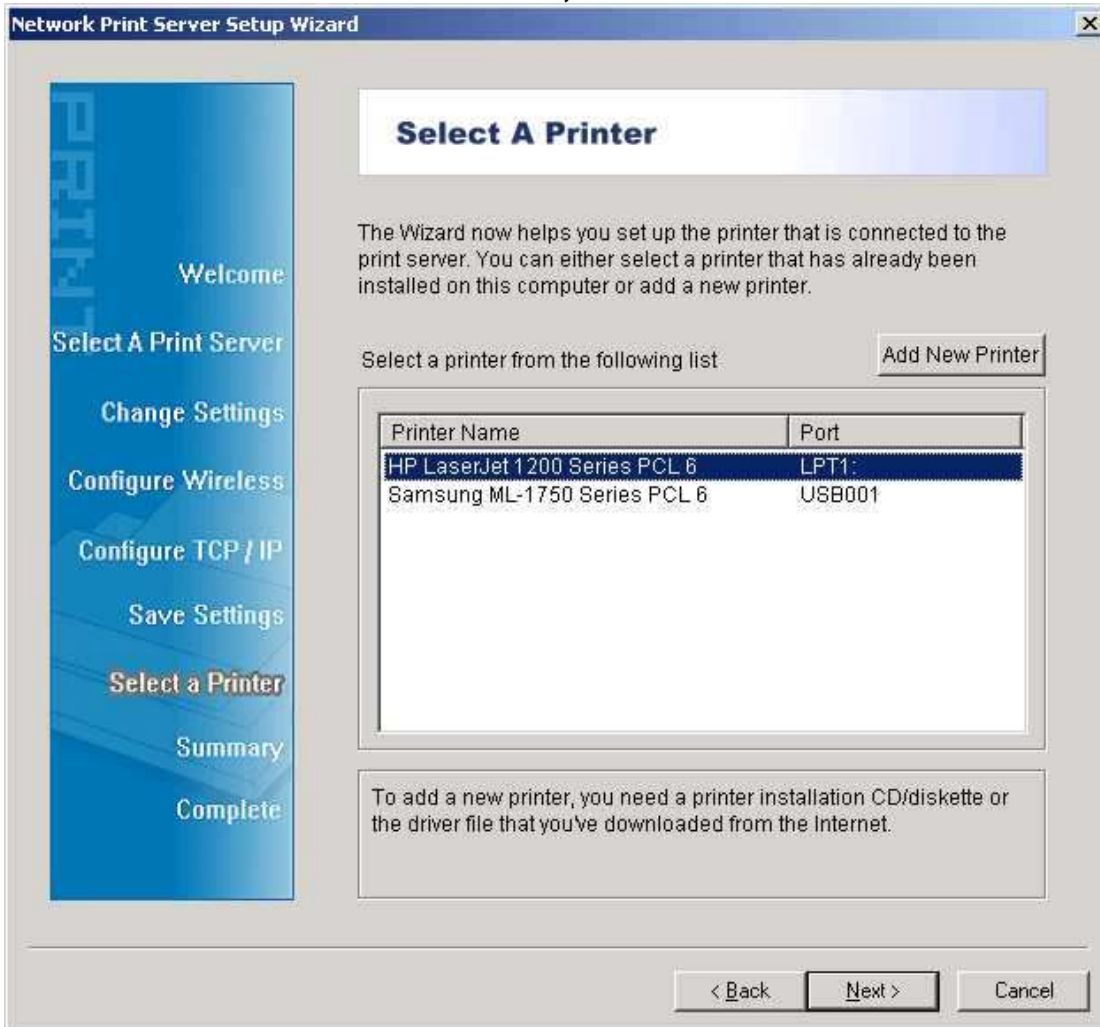 Network Print Server Setup Wizard
PRINT
Welcome
Select A Print Server
Change Settings
Configure Wireless
Configure TCP / IP
Save Settings
Select a Printer
Summary
Complete
Select A Printer
The Wizard now helps you set up the printer that is connected to the
print server. You can either select a printer that has already been
installed on this computer or add a new printer.
Select a printer from the following list
Add New Printer
Printer Name Port
HP LaserJet 1200 Series PCL 6 LPT1:
Samsung ML-1750 Series PCL 6 USB001
To add a new printer, you need a printer installation CD/diskette or
the driver file that you've downloaded from the Internet.
< Back Next > Cancel